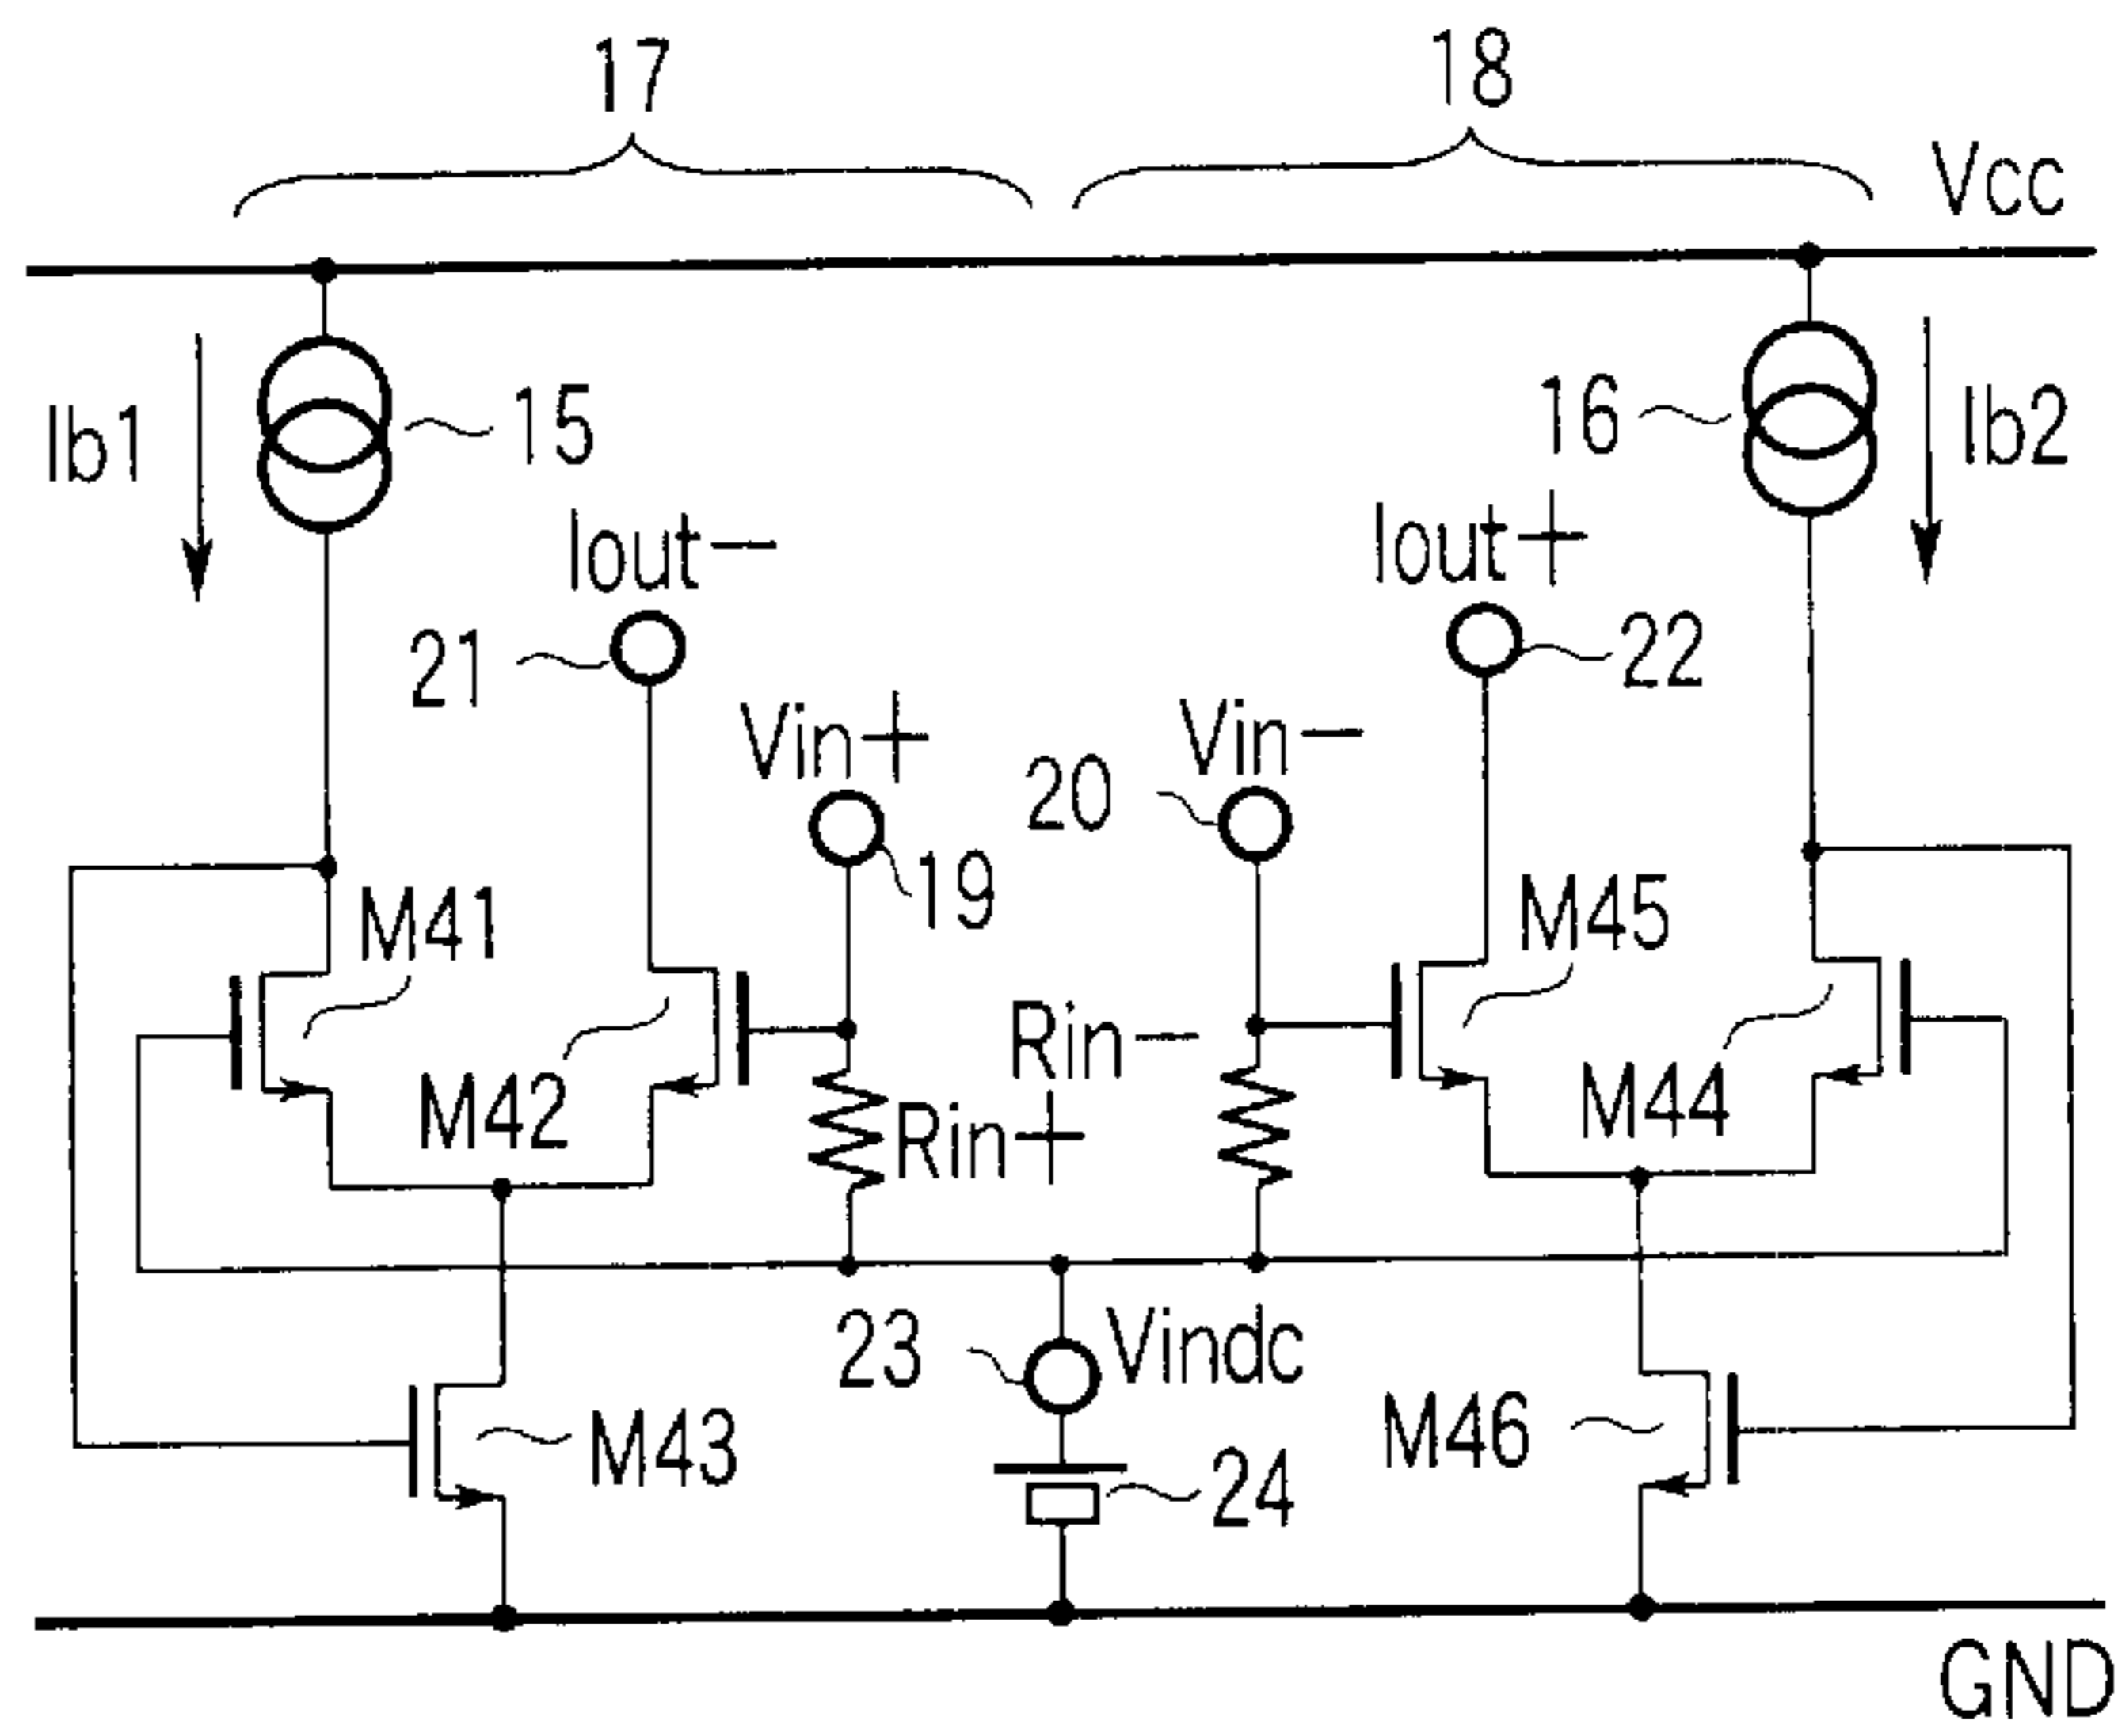 17
18
Vcc
Ib1
15
16
Ib2
Iout−
Iout+
21
22
Vin+
Vin−
20
19
M41
M45
Rin−
M42
Rin+
M44
23
Vindc
M43
M46
24
GND